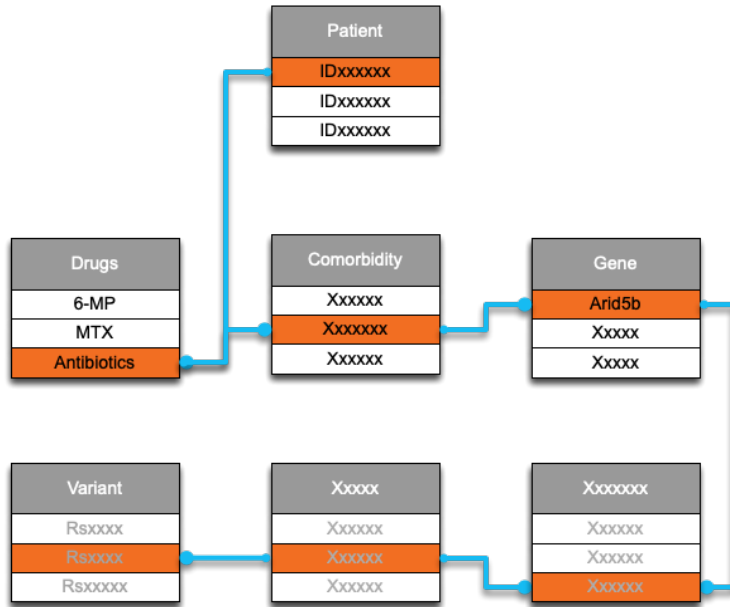 Patient
IDxxxxxx
IDxxxxxx
IDxxxxxx
Drugs
6-MP
MTX
Antibiotics
Comorbidity
Xxxxxx
Xxxxxxx
Xxxxxx
Gene
Arid5b
Xxxxx
Xxxxx
Variant
Rsxxxx
Rsxxxx
Rsxxxxx
Xxxxx
Xxxxxx
Xxxxxx
Xxxxxx
Xxxxxxx
Xxxxxx
Xxxxxx
Xxxxxx